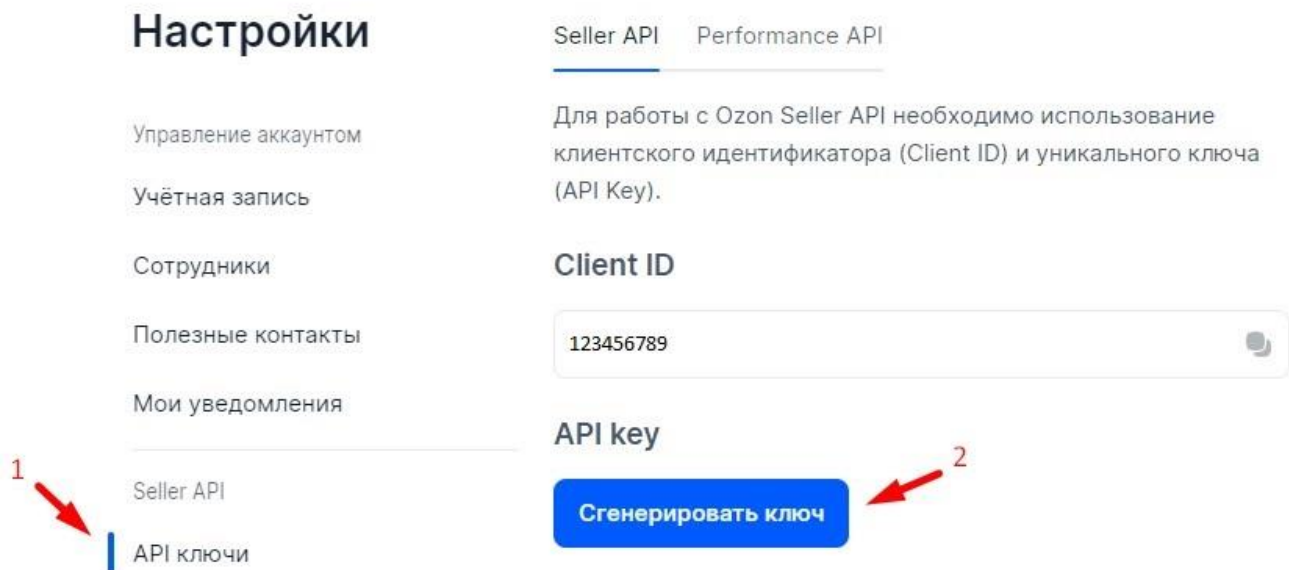 Настройки
Управление аккаунтом
Учётная запись
Сотрудники
Полезные контакты
Мои уведомления
1
Seller API
API ключи
Seller API Performance API
Для работы с Ozon Seller API необходимо использование
клиентского идентификатора (Client ID) и уникального ключа
(API Key).
Client ID
123456789
API key
2
Сгенерировать ключ